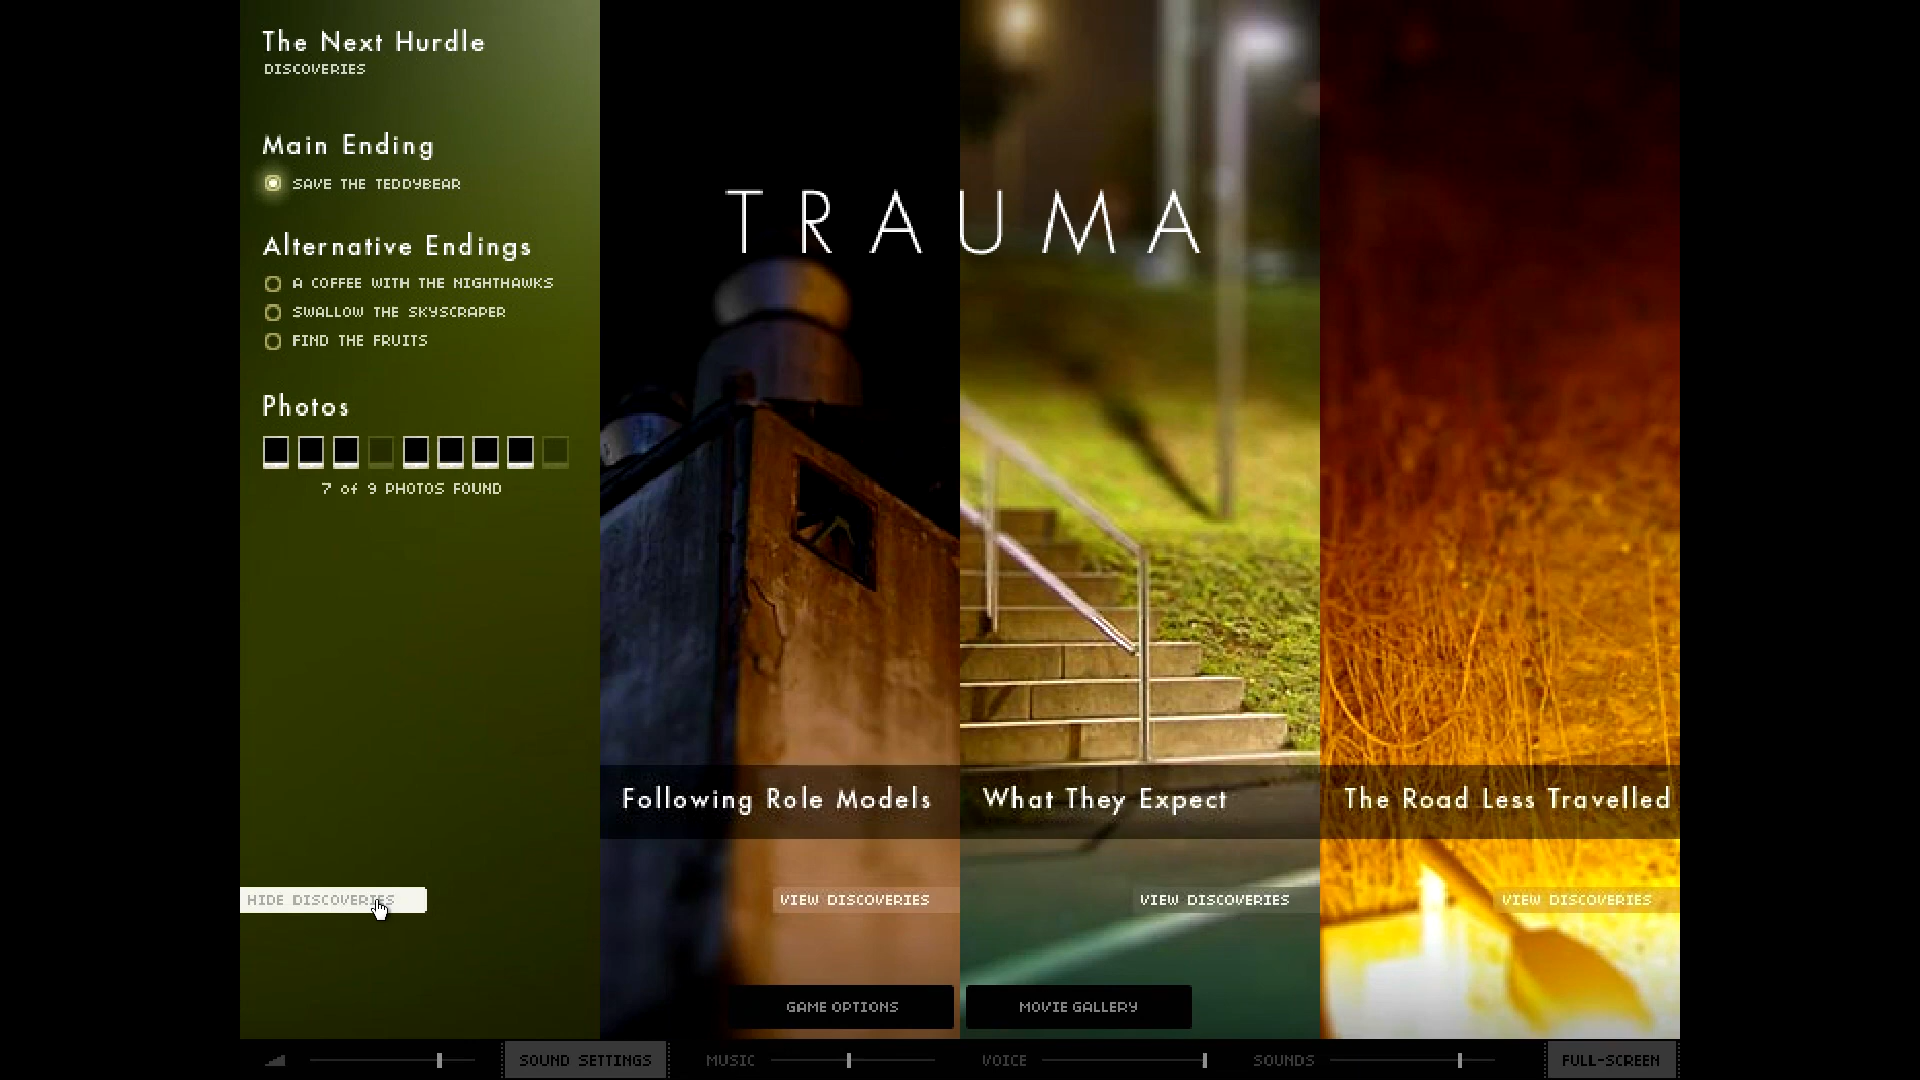 The Next Hurdle
DISCOVERIES
Main Ending
SAVE THE TEDDYBEAR
Alternative Endings
A COFFEE WITH THE NIGHTHAWKS
SWALLOW THE SKYSCRAPER
FIND THE FRUITS
Photos
7 of 9 PHOTOS FOUND
HIDE DISCOVERIES
TRAUMA
Following Role Models
What They Expect
The Road Less Travelled
VIEW DISCOVERIES
VIEW DISCOVERIES
VIEW DISCOVERIES
GAME OPTIONS
MOVIE GALLERY
SOUND SETTINGS
MUSIC
VOICE
SOUNDS
FULL-SCREEN